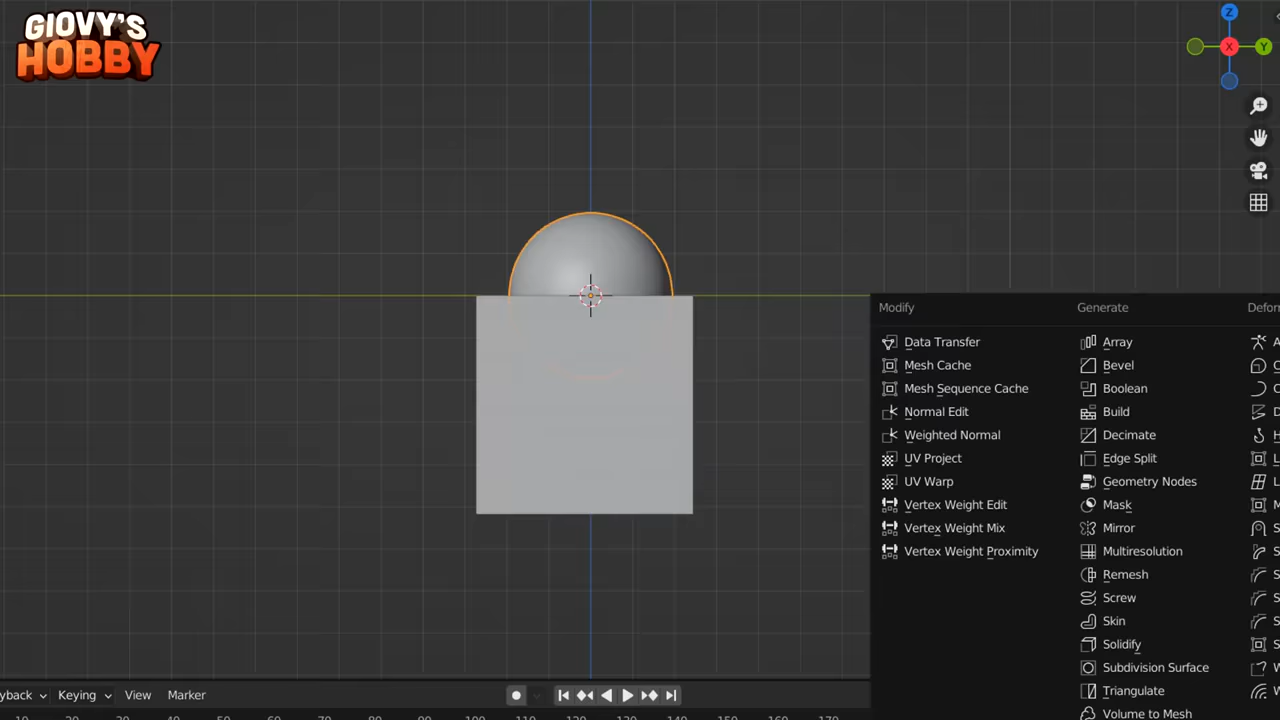 GIOVY'S
HOBBY
Z
X
Y
Modify
Generate
Data Transfer
Mesh Cache
Mesh Sequence Cache
Normal Edit
Weighted Normal
UV Project
UV Warp
Vertex Weight Edit
Vertex Weight Mix
Vertex Weight Proximity
Array
Bevel
Boolean
Build
Decimate
Edge Split
Geometry Nodes
Mask
Mirror
Multiresolution
Remesh
Screw
Skin
Solidify
Subdivision Surface
Triangulate
Volume to Mesh
Keying
View
Marker